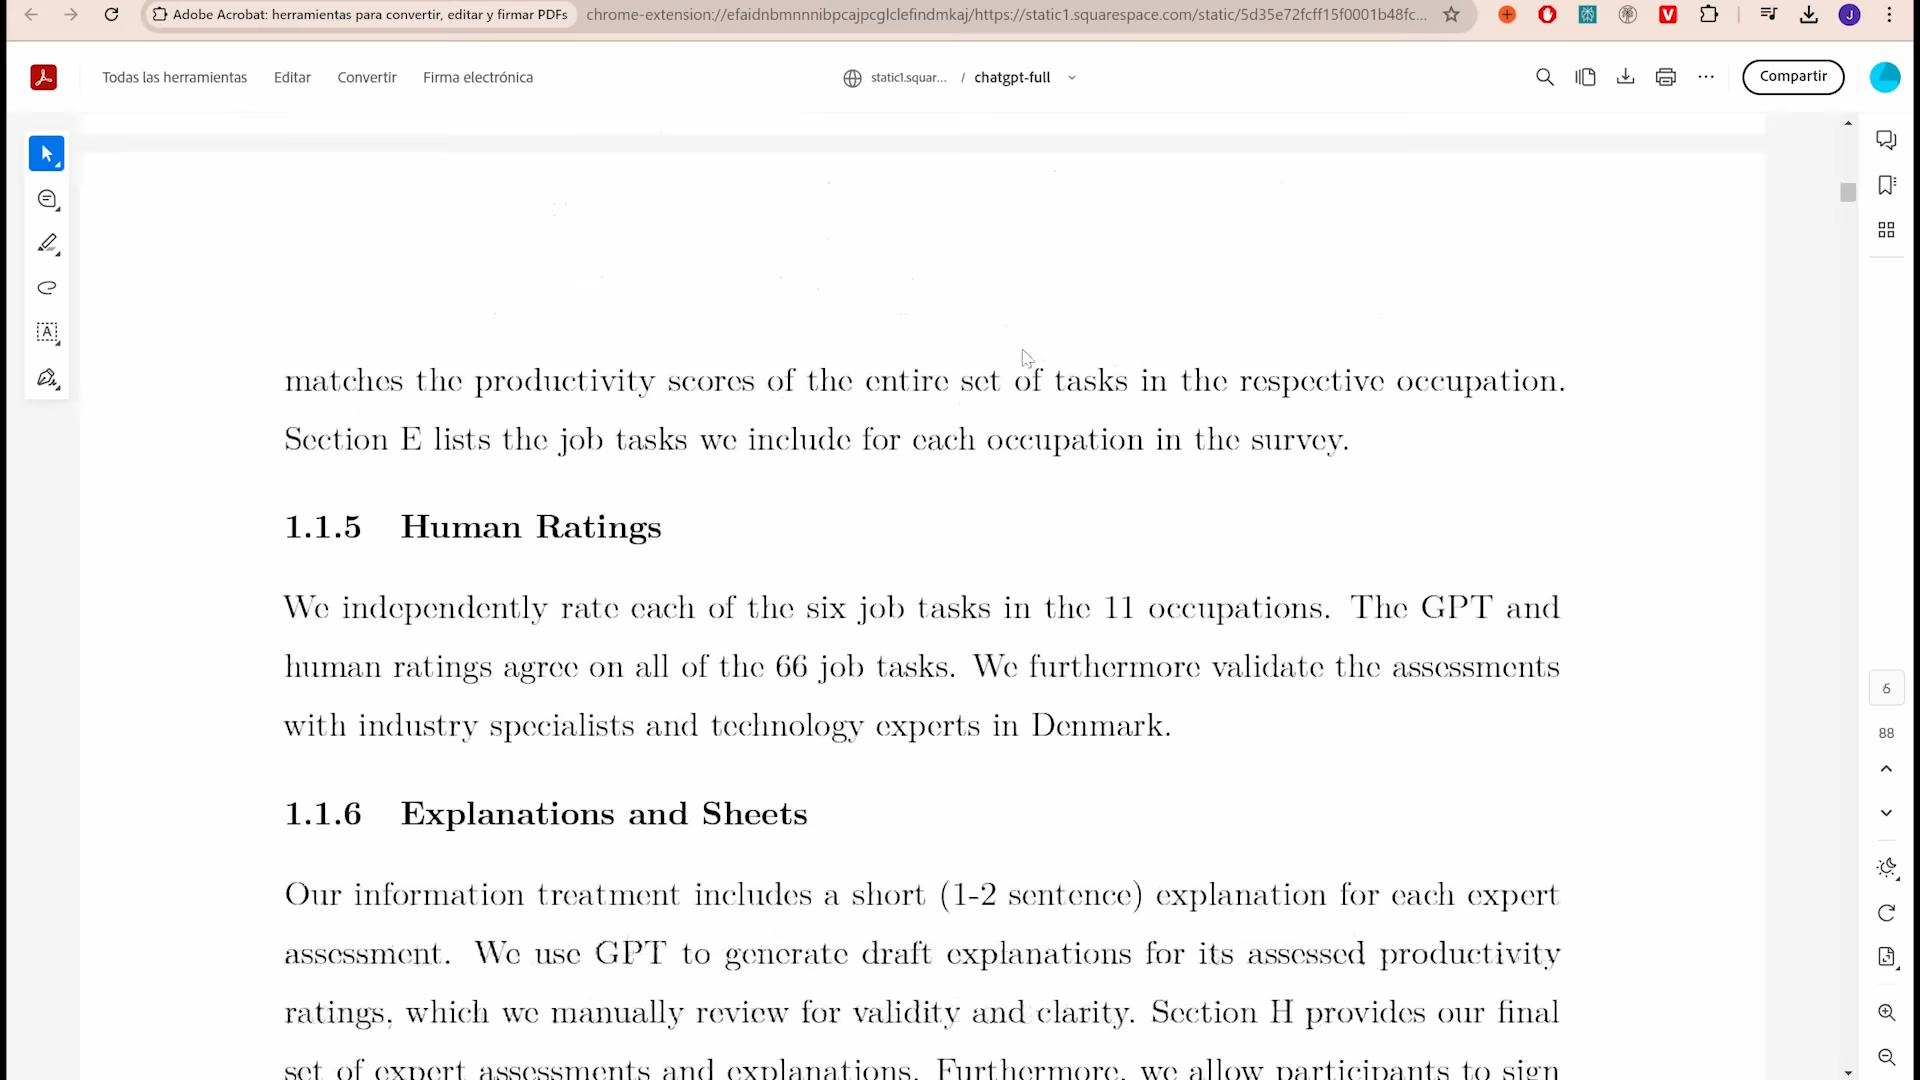 Adobe Acrobat: herramientas para convertir, editar y firmar PDFs
chrome-extension://efaidnbmnnnibpcajpcglclefindmkaj/https://static1.squarespace.com/static/5d35e72fcff15f0001b48fc...
J
Todas las herramientas
Editar
Convertir
Firma electrónica
static1.squar... / chatgpt-full
Compartir
matches the productivity scores of the entire set of tasks in the respective occupation.
Section E lists the job tasks we include for each occupation in the survey.
1.1.5 Human Ratings
We independently rate each of the six job tasks in the 11 occupations. The GPT and
human ratings agree on all of the 66 job tasks. We furthermore validate the assessments
with industry specialists and technology experts in Denmark.
1.1.6 Explanations and Sheets
Our information treatment includes a short (1-2 sentence) explanation for each expert
assessment. We use GPT to generate draft explanations for its assessed productivity
ratings, which we manually review for validity and clarity. Section H provides our final
set of expert assessments and explanations. Furthermore, we allow participants to sign
6
88